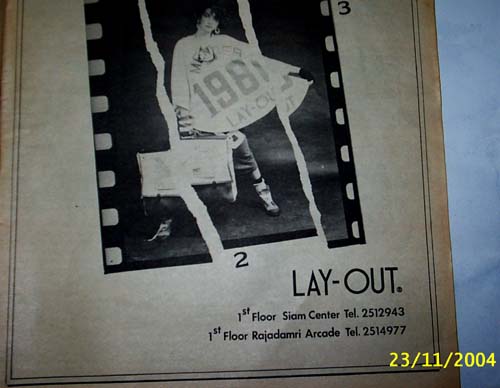 3
1981
LAY-OUT
2
LAY-OUT®
1st Floor Siam Center Tel. 2512943
1st Floor Rajadamri Arcade Tel. 2514977
23/11/2004